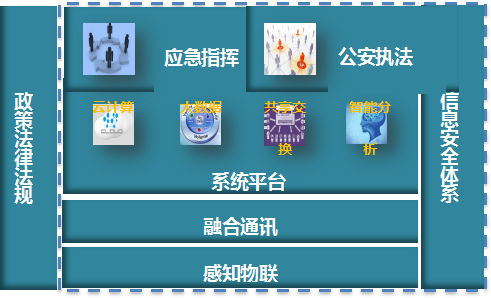 应急指挥
公安执法
政策法律法规
信息安全体系
云计算
大数据
共享交
换
智能分
析
CLOUD
系统平台
融合通讯
感知物联